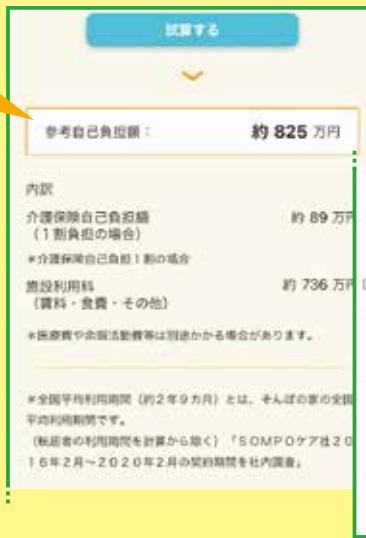 試算する
参考自己負担額： 約 825 万円
内訳
介護保険自己負担額 約 89 万円
（1割負担の場合）
＊介護保険自己負担1割の場合
施設利用料 約 736 万円
（賃料・食費・その他）
＊医療費や余暇活動費等は別途かかる場合があります。
＊全国平均利用期間（約2年9カ月）とは、そんぽの家の全国
平均利用期間です。
（転居者の利用期間を計算から除く）「SOMPOケア社20
16年2月〜2020年2月の契約期間を社内調査」